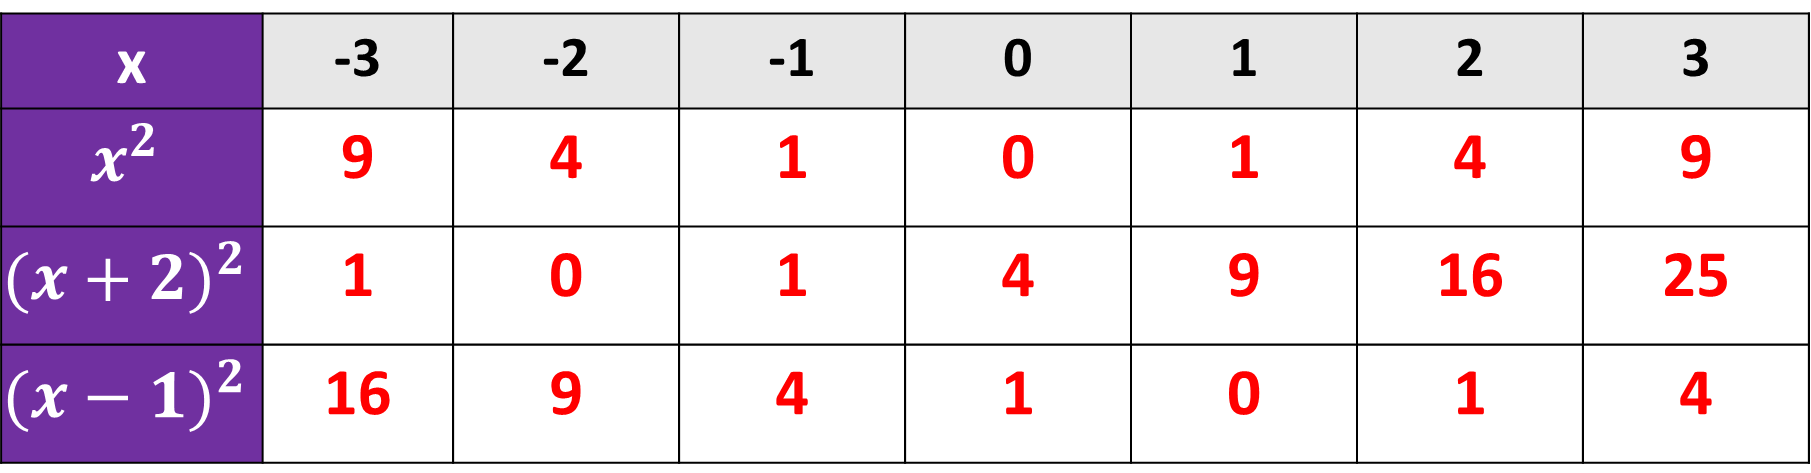 x -3 -2 -1 0 1 2 3
x² 9 4 1 0 1 4 9
(x + 2)² 1 0 1 4 9 16 25
(x − 1)² 16 9 4 1 0 1 4